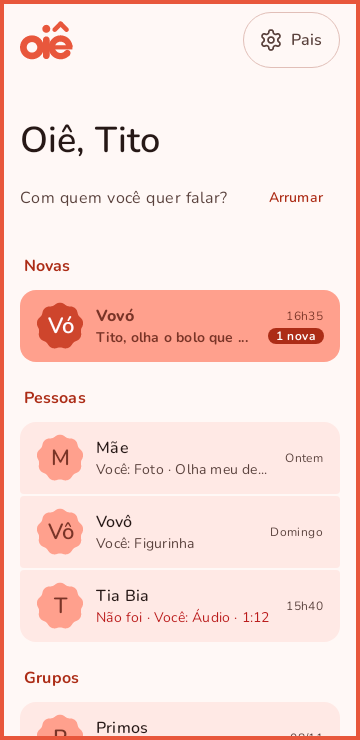 oiê
Pais
Oiê, Tito
Com quem você quer falar?
Arrumar
Novas
Vó
Vovó
16h35
Tito, olha o bolo que ...
1 nova
Pessoas
M
Mãe
Você: Foto · Olha meu de...
Ontem
Vô
Vovô
Você: Figurinha
Domingo
T
Tia Bia
Não foi · Você: Áudio · 1:12
15h40
Grupos
Primos